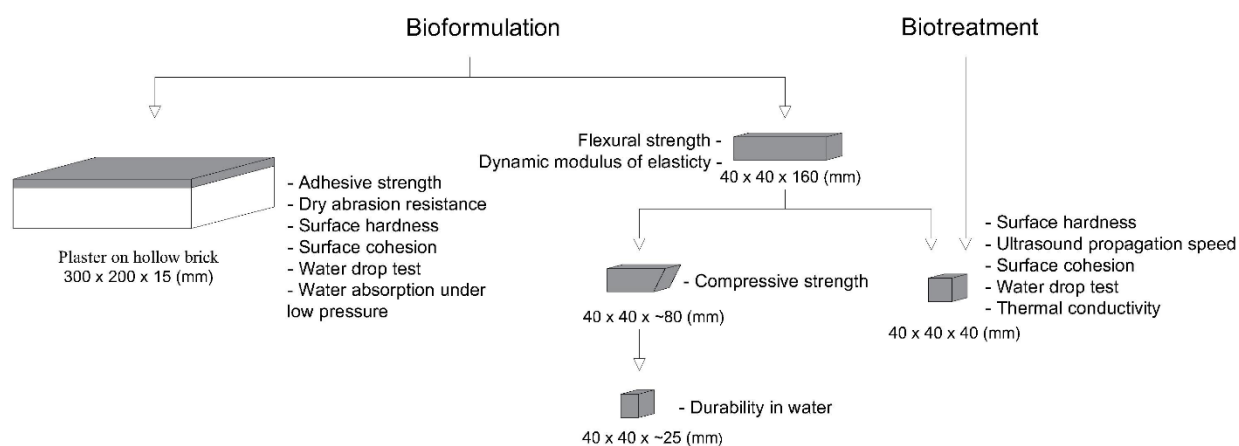 Bioformulation
Biotreatment
- Adhesive strength
- Dry abrasion resistance
- Surface hardness
- Surface cohesion
- Water drop test
- Water absorption under
low pressure
Plaster on hollow brick
300 x 200 x 15 (mm)
Flexural strength -
Dynamic modulus of elasticty -
40 x 40 x 160 (mm)
- Compressive strength
40 x 40 x ~80 (mm)
- Durability in water
40 x 40 x ~25 (mm)
- Surface hardness
- Ultrasound propagation speed
- Surface cohesion
- Water drop test
- Thermal conductivity
40 x 40 x 40 (mm)